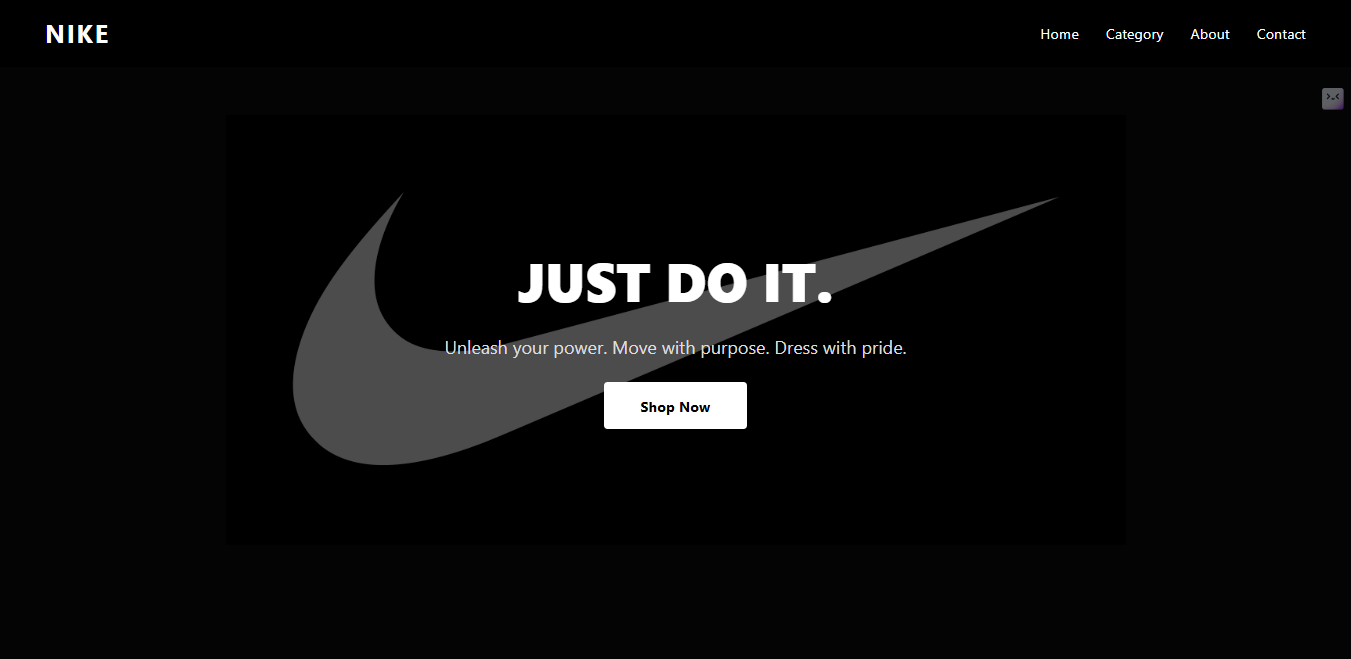 NIKE
Home Category About Contact
JUST DO IT.
Unleash your power. Move with purpose. Dress with pride.
Shop Now